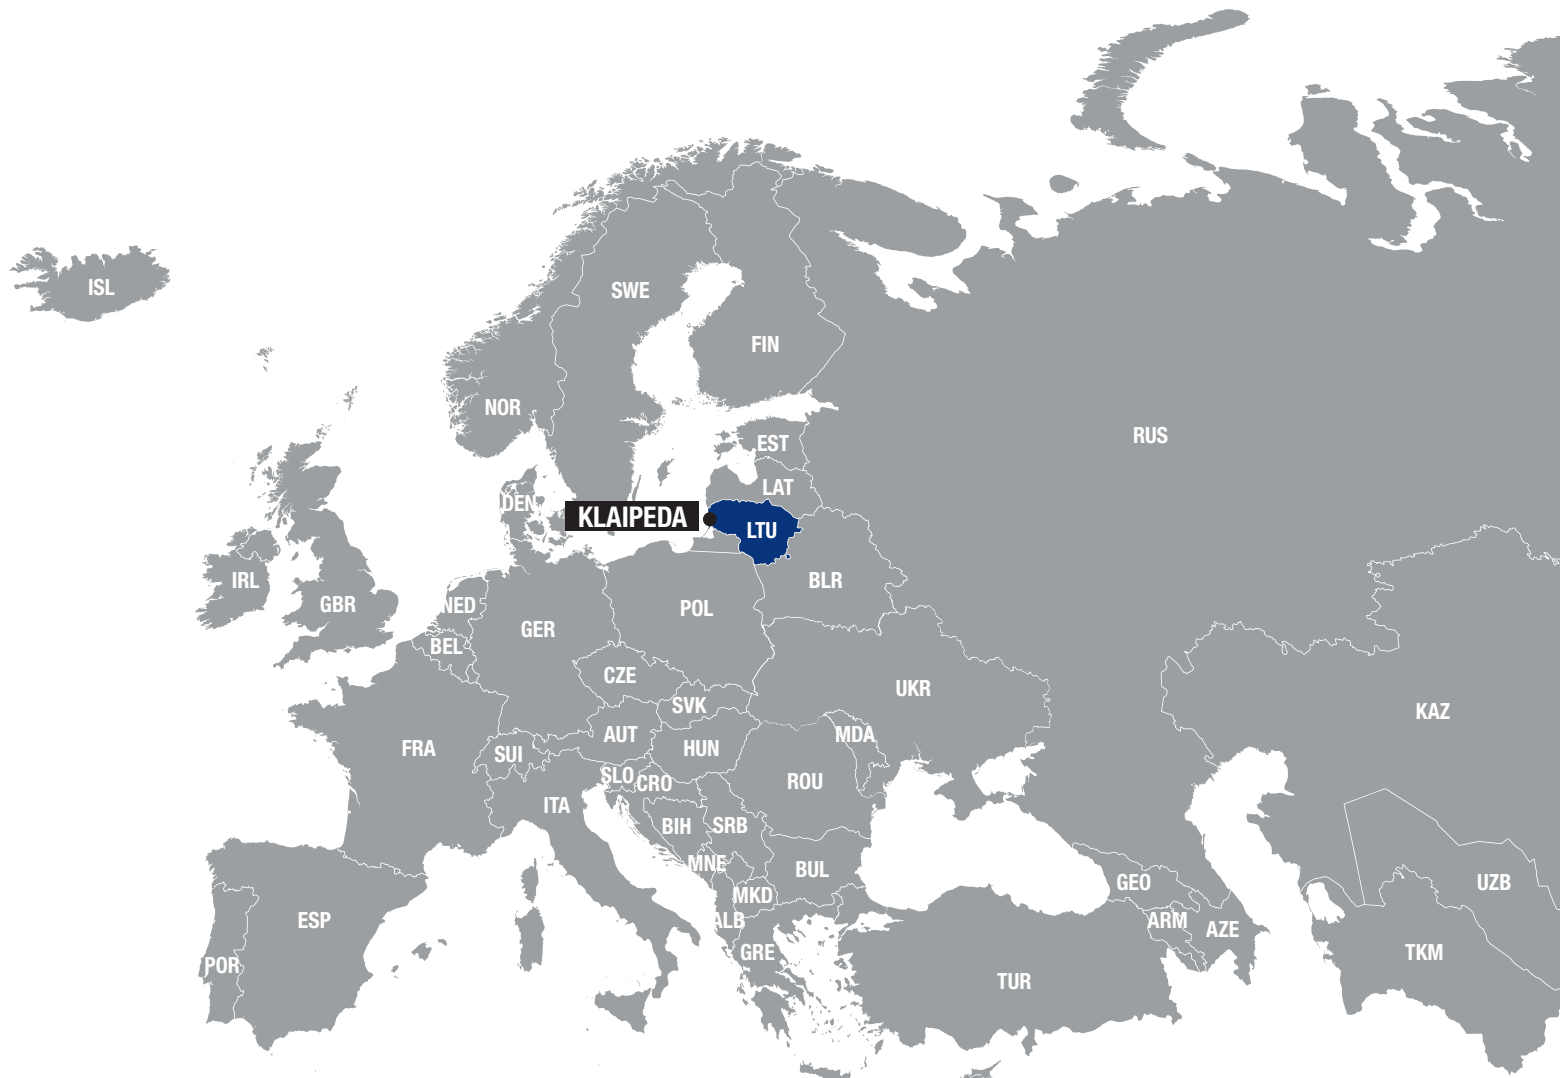 ISL
SWE
FIN
NOR
RUS
EST
LAT
DEN
KLAIPEDA
LTU
IRL
GBR
NED
BLR
POL
GER
BEL
CZE
UKR
SVK
KAZ
AUT
MDA
FRA
SUI
HUN
SLO
CRO
ROU
ITA
BIH
SRB
MNE
BUL
GEO
UZB
MKD
ALB
ESP
ARM
AZE
GRE
TKM
POR
TUR